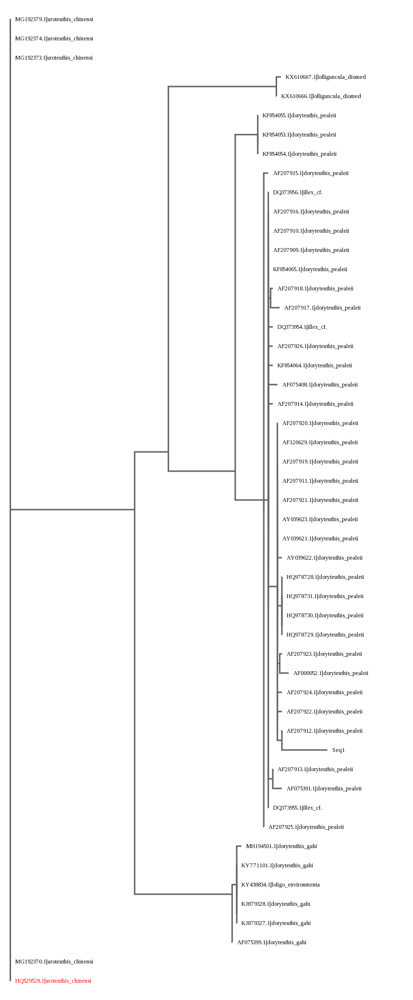 MG192379.1|uroteuthis_chinensi
MG192374.1|uroteuthis_chinensi
MG192373.1|uroteuthis_chinensi
KX610667.1|lolliguncula_diomed
KX610666.1|lolliguncula_diomed
KF854055.1|doryteuthis_pealeii
KF854053.1|doryteuthis_pealeii
KF854054.1|doryteuthis_pealeii
AF207915.1|doryteuthis_pealeii
DQ373956.1|illex_cf.
AF207916.1|doryteuthis_pealeii
AF207910.1|doryteuthis_pealeii
AF207909.1|doryteuthis_pealeii
KF854065.1|doryteuthis_pealeii
AF207918.1|doryteuthis_pealeii
AF207917.1|doryteuthis_pealeii
DQ373954.1|illex_cf.
AF207926.1|doryteuthis_pealeii
KF854064.1|doryteuthis_pealeii
AF075408.1|doryteuthis_pealeii
AF207914.1|doryteuthis_pealeii
AF207920.1|doryteuthis_pealeii
AF120629.1|doryteuthis_pealeii
AF207919.1|doryteuthis_pealeii
AF207911.1|doryteuthis_pealeii
AF207921.1|doryteuthis_pealeii
AY039623.1|doryteuthis_pealeii
AY039621.1|doryteuthis_pealeii
AY039622.1|doryteuthis_pealeii
HQ978728.1|doryteuthis_pealeii
HQ978731.1|doryteuthis_pealeii
HQ978730.1|doryteuthis_pealeii
HQ978729.1|doryteuthis_pealeii
AF207923.1|doryteuthis_pealeii
AF000052.1|doryteuthis_pealeii
AF207924.1|doryteuthis_pealeii
AF207922.1|doryteuthis_pealeii
AF207912.1|doryteuthis_pealeii
Seq1
AF207913.1|doryteuthis_pealeii
AF075391.1|doryteuthis_pealeii
DQ373955.1|illex_cf.
AF207925.1|doryteuthis_pealeii
MH194501.1|doryteuthis_gahi
KY771101.1|doryteuthis_gahi
KY438834.1|loligo_environmenta
KJ879328.1|doryteuthis_gahi
KJ879327.1|doryteuthis_gahi
AF075399.1|doryteuthis_gahi
MG192370.1|uroteuthis_chinensi
HQ529528.1|uroteuthis_chinensi